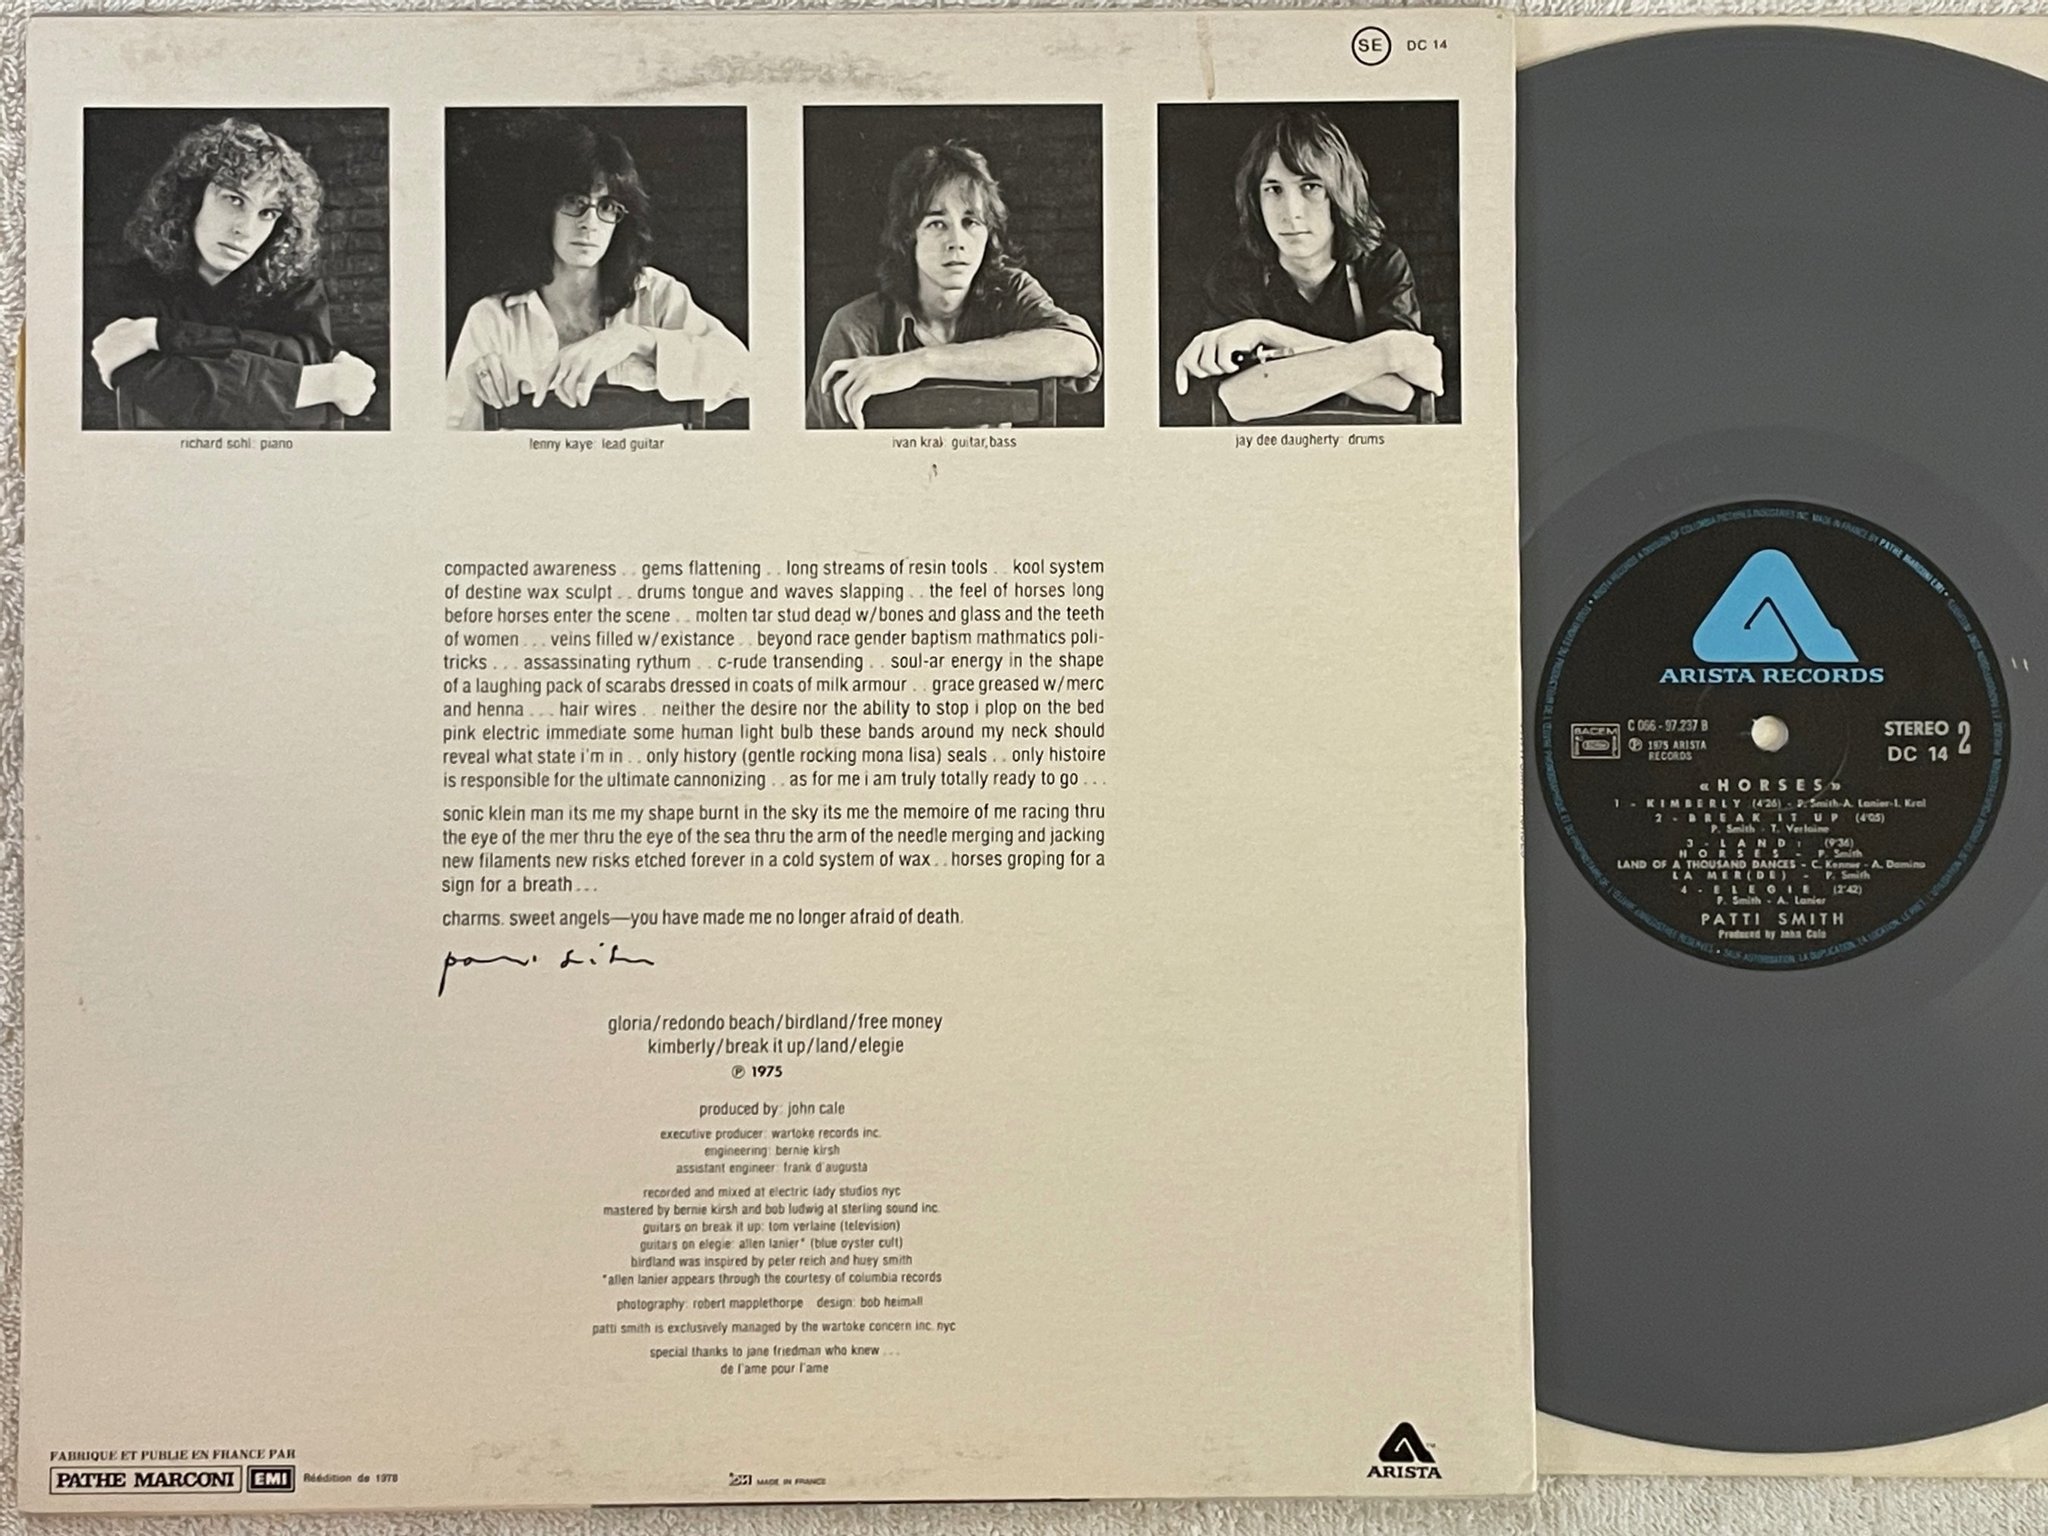 SE DC 14
richard sohl: piano
lenny kaye: lead guitar
ivan kral: guitar, bass
jay dee daugherty: drums
compacted awareness . . gems flattening . . long streams of resin tools . . kool system
of destine wax sculpt . . drums tongue and waves slapping . . the feel of horses long
before horses enter the scene . . molten tar stud dead w/bones and glass and the teeth
of women . . . veins filled w/existance . . beyond race gender baptism mathmatics poli-
tricks . . . assassinating rythum . . c-rude transending . . soul-ar energy in the shape
of a laughing pack of scarabs dressed in coats of milk armour . . grace greased w/merc
and henna . . . hair wires . . neither the desire nor the ability to stop i plop on the bed
pink electric immediate some human light bulb these bands around my neck should
reveal what state i'm in . . only history (gentle rocking mona lisa) seals . . only histoire
is responsible for the ultimate cannonizing . . as for me i am truly totally ready to go . . .
sonic klein man its me my shape burnt in the sky its me the memoire of me racing thru
the eye of the mer thru the eye of the sea thru the arm of the needle merging and jacking
new filaments new risks etched forever in a cold system of wax . . horses groping for a
sign for a breath . . .
charms. sweet angels—you have made me no longer afraid of death.
patti smith
gloria/redondo beach/birdland/free money
kimberly/break it up/land/elegie
℗ 1975
produced by: john cale
executive producer: wartoke records inc.
engineering: bernie kirsh
assistant engineer: frank d'augusta
recorded and mixed at electric lady studios nyc
mastered by bernie kirsh and bob ludwig at sterling sound inc.
guitars on break it up: tom verlaine (television)
guitars on elegie: allen lanier* (blue oyster cult)
birdland was inspired by peter reich and huey smith
*allen lanier appears through the courtesy of columbia records
photography: robert mapplethorpe design: bob heimall
patti smith is exclusively managed by the wartoke concern inc. nyc
special thanks to jane friedman who knew . . .
de l'ame pour l'ame
FABRIQUE ET PUBLIE EN FRANCE PAR
PATHE MARCONI EMI Réédition de 1978
MADE IN FRANCE
ARISTA
ARISTA RECORDS
SACEM
C 066 - 97.237 B
℗ 1975 ARISTA
RECORDS
STEREO 2
DC 14
« HORSES »
1 - KIMBERLY (4'26) - P. Smith-A. Lanier-I. Kral
2 - BREAK IT UP (4'05)
P. Smith - T. Verlaine
3 - LAND : (9'36)
HORSES - P. Smith
LAND OF A THOUSAND DANCES - C. Kenner - A. Domino
LA MER(DE) - P. Smith
4 - ELEGIE (2'42)
P. Smith - A. Lanier
PATTI SMITH
Produced by John Cale
ARISTA RECORDS A DIVISION OF COLUMBIA PICTURES INDUSTRIES INC. MADE IN FRANCE BY PATHE MARCONI EMI